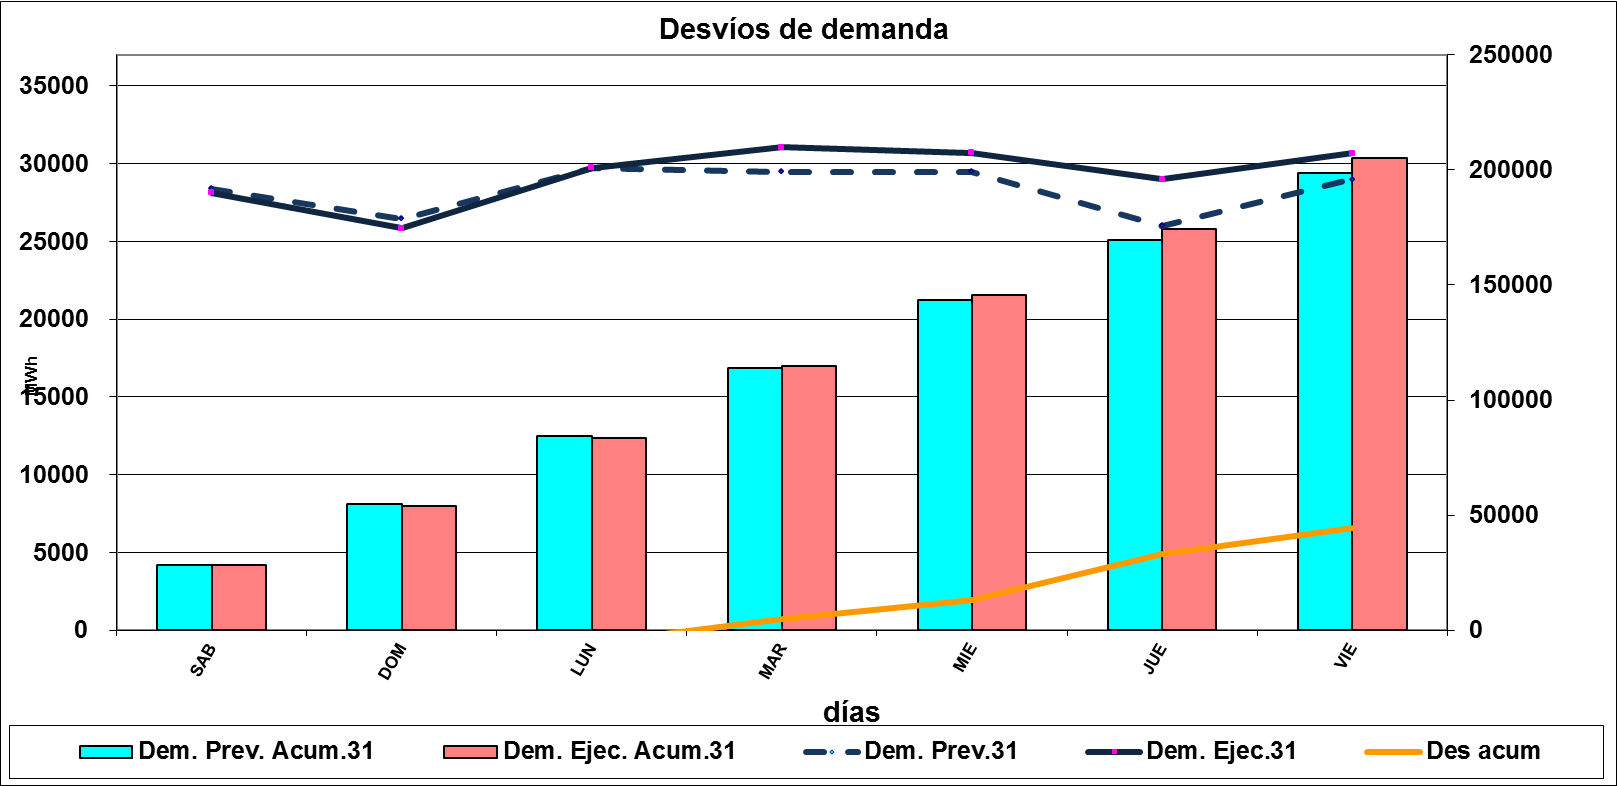 Desvíos de demanda
35000
30000
25000
20000
15000
10000
5000
0
MWh
250000
200000
150000
100000
50000
0
SAB
DOM
LUN
MAR
MIE
JUE
VIE
días
Dem. Prev. Acum.31 Dem. Ejec. Acum.31 Dem. Prev.31 Dem. Ejec.31 Des acum